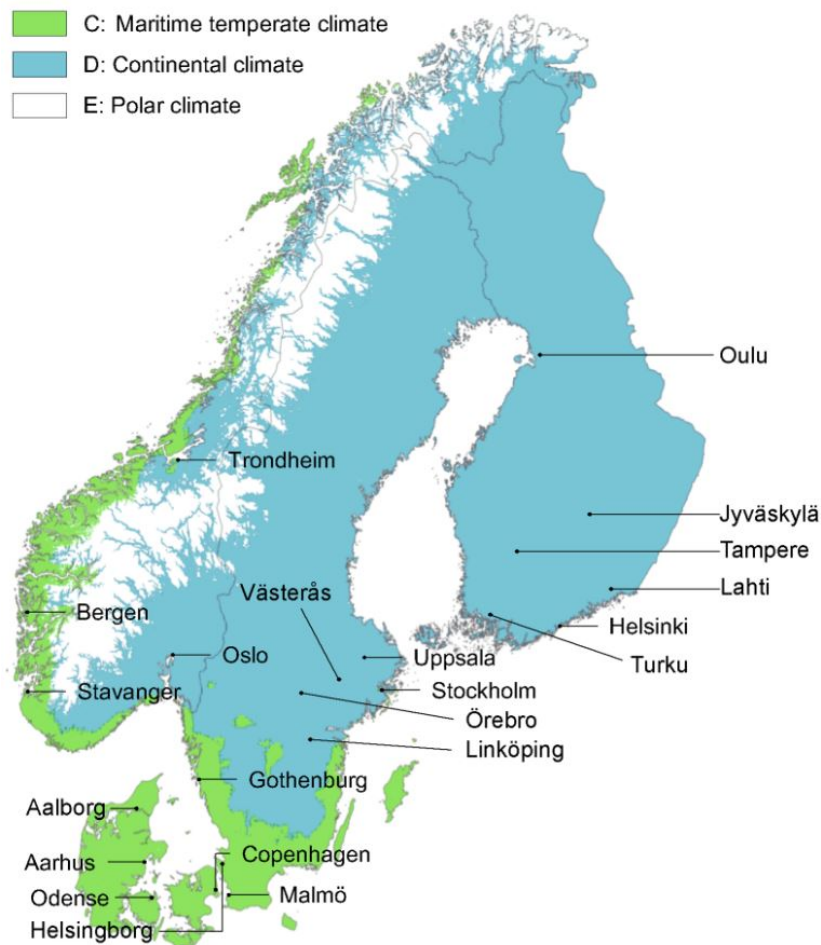 C: Maritime temperate climate
D: Continental climate
E: Polar climate
Oulu
Trondheim
Jyväskylä
Tampere
Västerås
Lahti
Bergen
Helsinki
Oslo
Uppsala
Turku
Stavanger
Stockholm
Örebro
Linköping
Gothenburg
Aalborg
Copenhagen
Aarhus
Odense
Malmö
Helsingborg